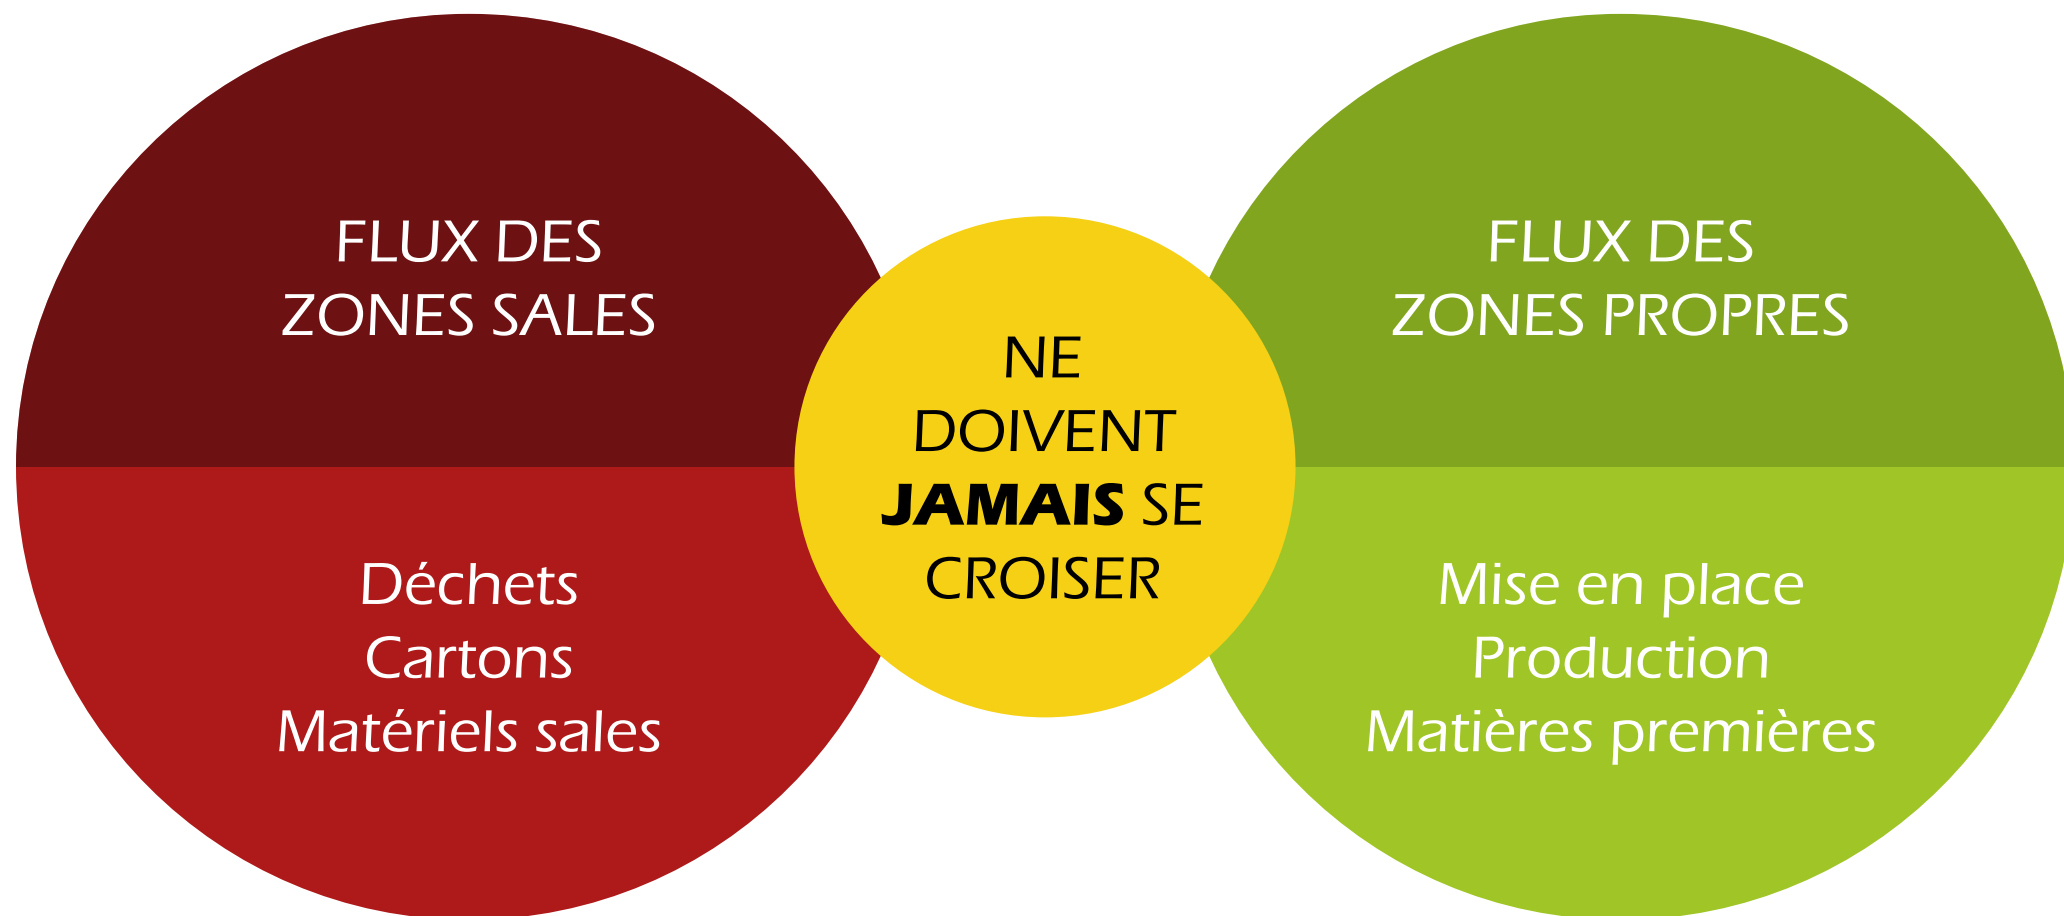 FLUX DES
ZONES SALES
Déchets
Cartons
Matériels sales
NE
DOIVENT
JAMAIS SE
CROISER
FLUX DES
ZONES PROPRES
Mise en place
Production
Matières premières